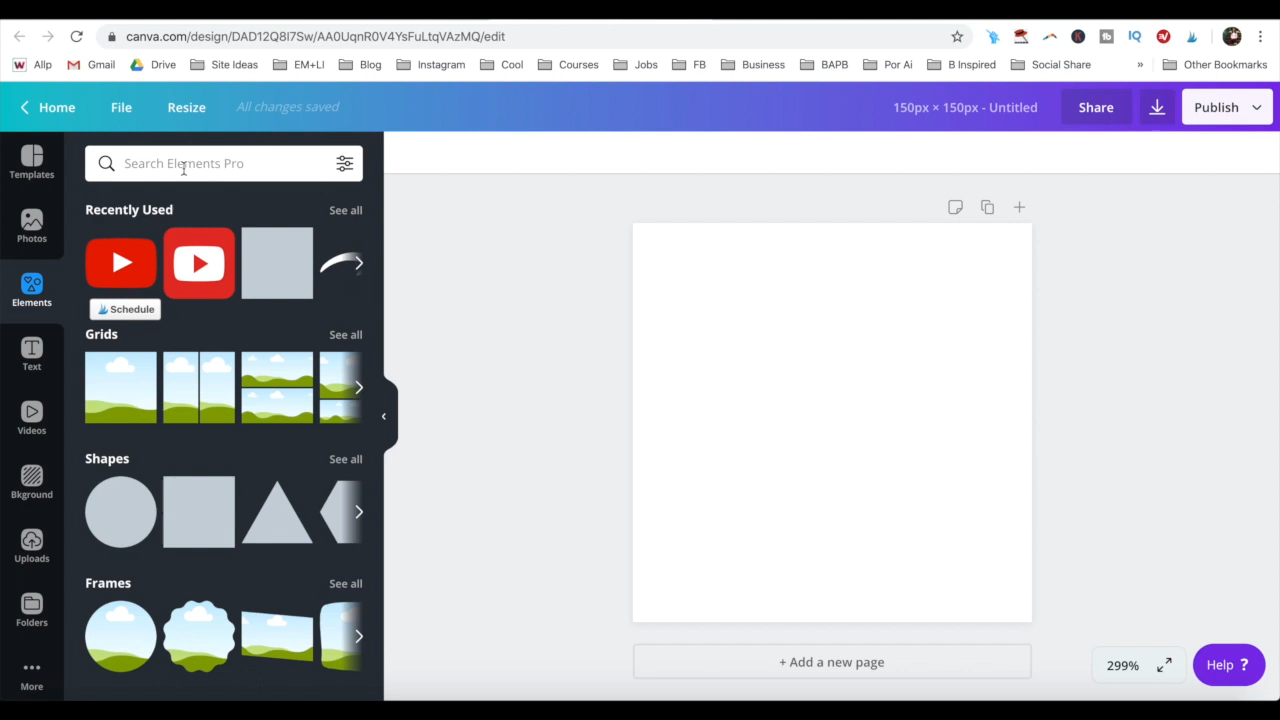 canva.com/design/DAD12Q8I7Sw/AA0UqnR0V4YsFuLtqVAzMQ/edit
Allp Gmail Drive Site Ideas EM+LI Blog Instagram Cool Courses Jobs FB Business BAPB Por Ai B Inspired Social Share » Other Bookmarks
Home File Resize All changes saved 150px × 150px - Untitled Share Publish
Templates
Photos
Elements
Text
Videos
Bkground
Uploads
Folders
More
Search Elements Pro
Recently Used See all
Schedule
Grids See all
Shapes See all
Frames See all
+ Add a new page
299%
Help ?